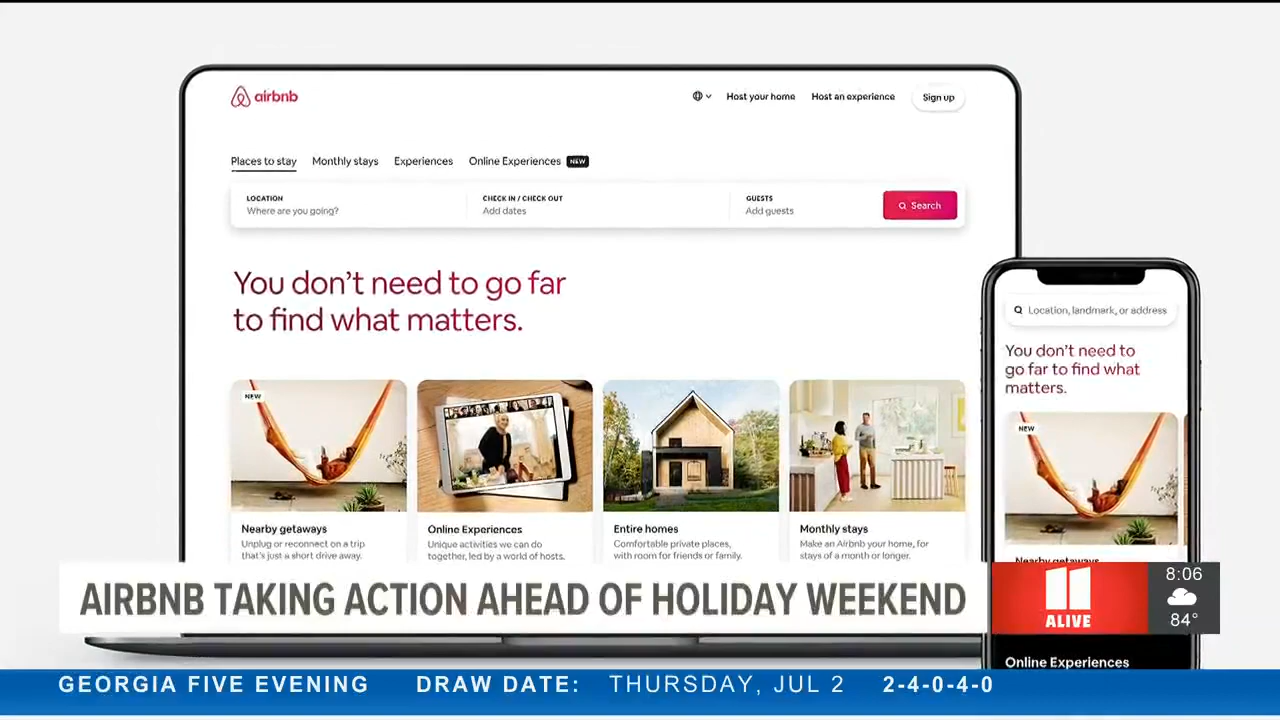 airbnb
Host your home Host an experience Sign up
Places to stay Monthly stays Experiences Online Experiences NEW
LOCATION CHECK IN / CHECK OUT GUESTS
Where are you going? Add dates Add guests
Search
You don't need to go far
to find what matters.
NEW
Nearby getaways
Unplug or reconnect on a trip
that's just a short drive away.
Online Experiences
Unique activities we can do
together, led by a world of hosts.
Entire homes
Comfortable private places,
with room for friends or family.
Monthly stays
Make an Airbnb your home, for
stays of a month or longer.
Location, landmark, or address
You don't need to
go far to find what
matters.
NEW
Nearby getaways
Online Experiences
AIRBNB TAKING ACTION AHEAD OF HOLIDAY WEEKEND
11
ALIVE
8:06
84°
GEORGIA FIVE EVENING DRAW DATE: THURSDAY, JUL 2 2-4-0-4-0